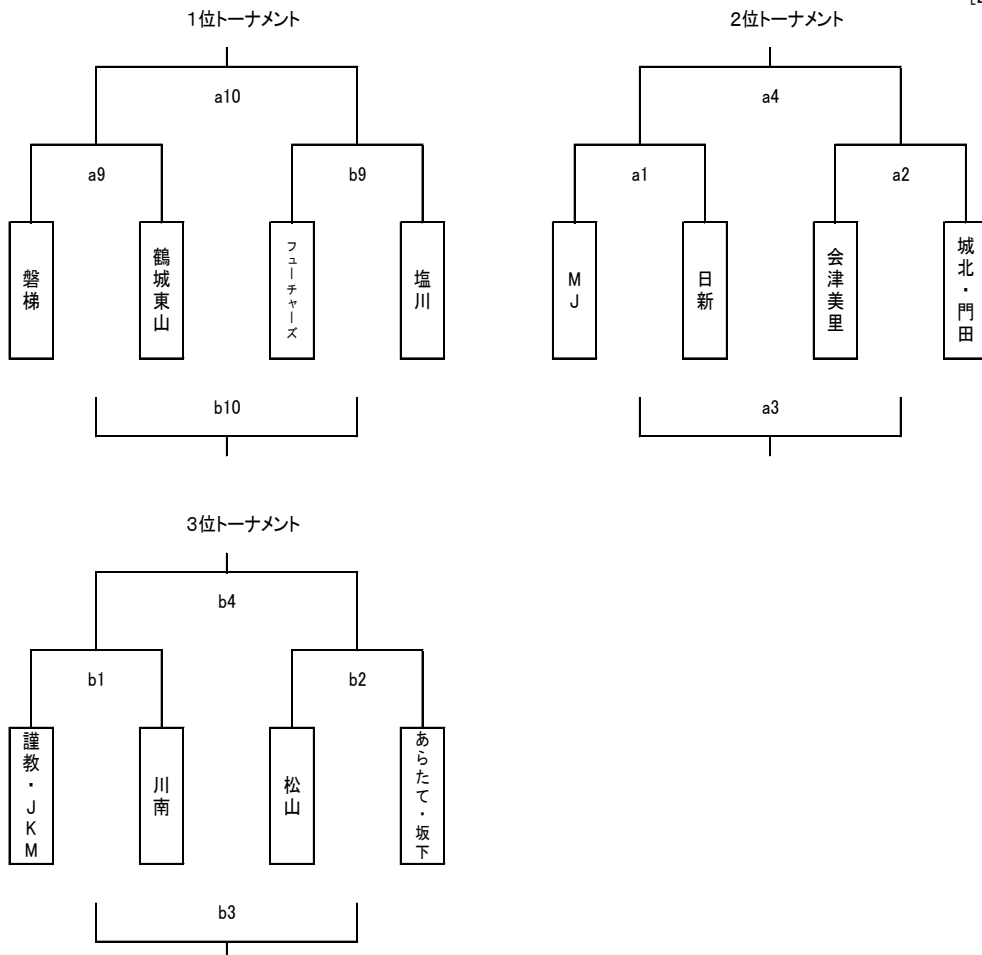 1位トーナメント
a10
a9
b9
磐梯
鶴城東山
フューチャーズ
塩川
b10
2位トーナメント
a4
a1
a2
MJ
日新
会津美里
城北・門田
a3
3位トーナメント
b4
b1
b2
謹教・JKM
川南
松山
あらたて・坂下
b3